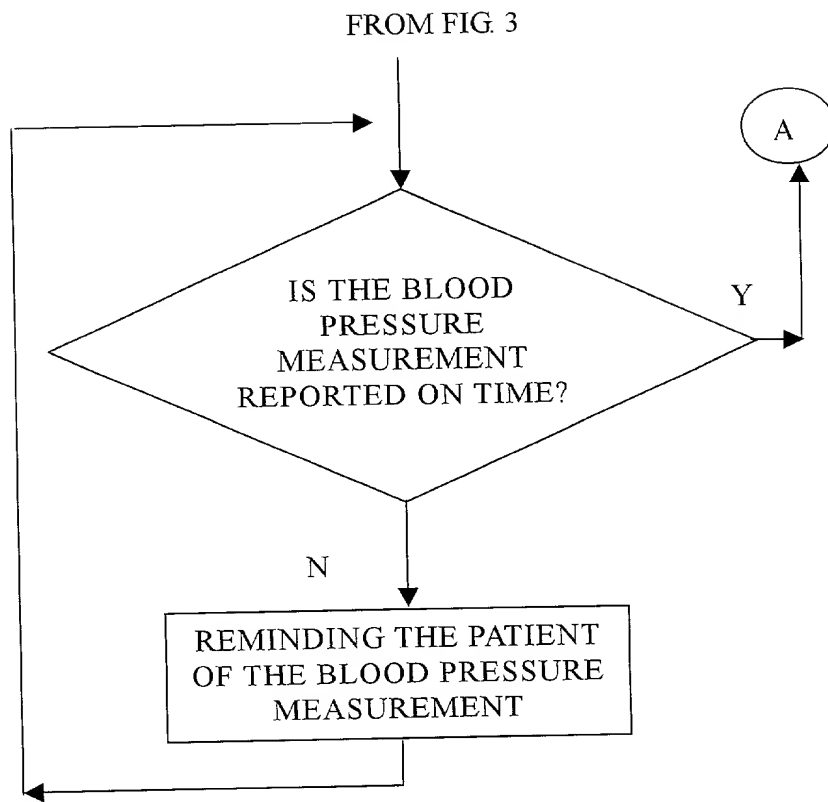 FROM FIG. 3
A
IS THE BLOOD
PRESSURE
MEASUREMENT
REPORTED ON TIME?
Y
N
REMINDING THE PATIENT
OF THE BLOOD PRESSURE
MEASUREMENT